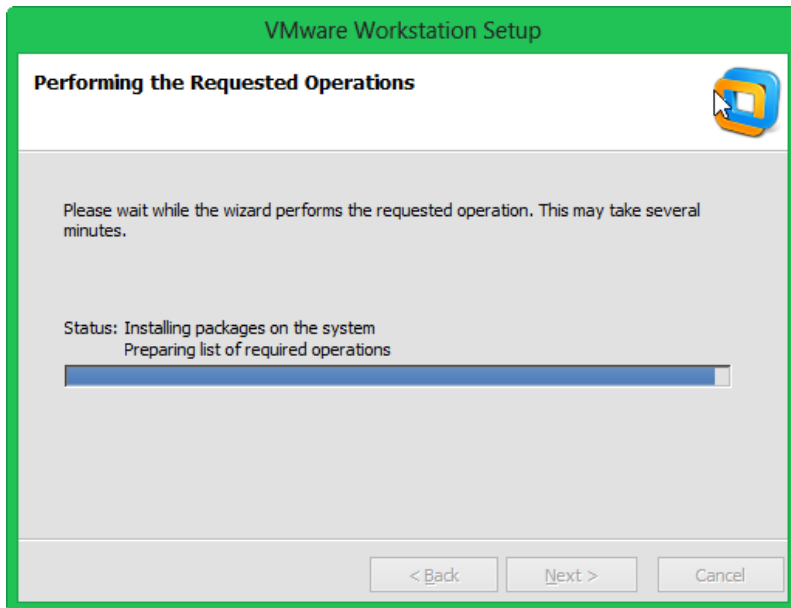 VMware Workstation Setup
Performing the Requested Operations
Please wait while the wizard performs the requested operation. This may take several
minutes.
Status: Installing packages on the system
Preparing list of required operations
< Back
Next >
Cancel